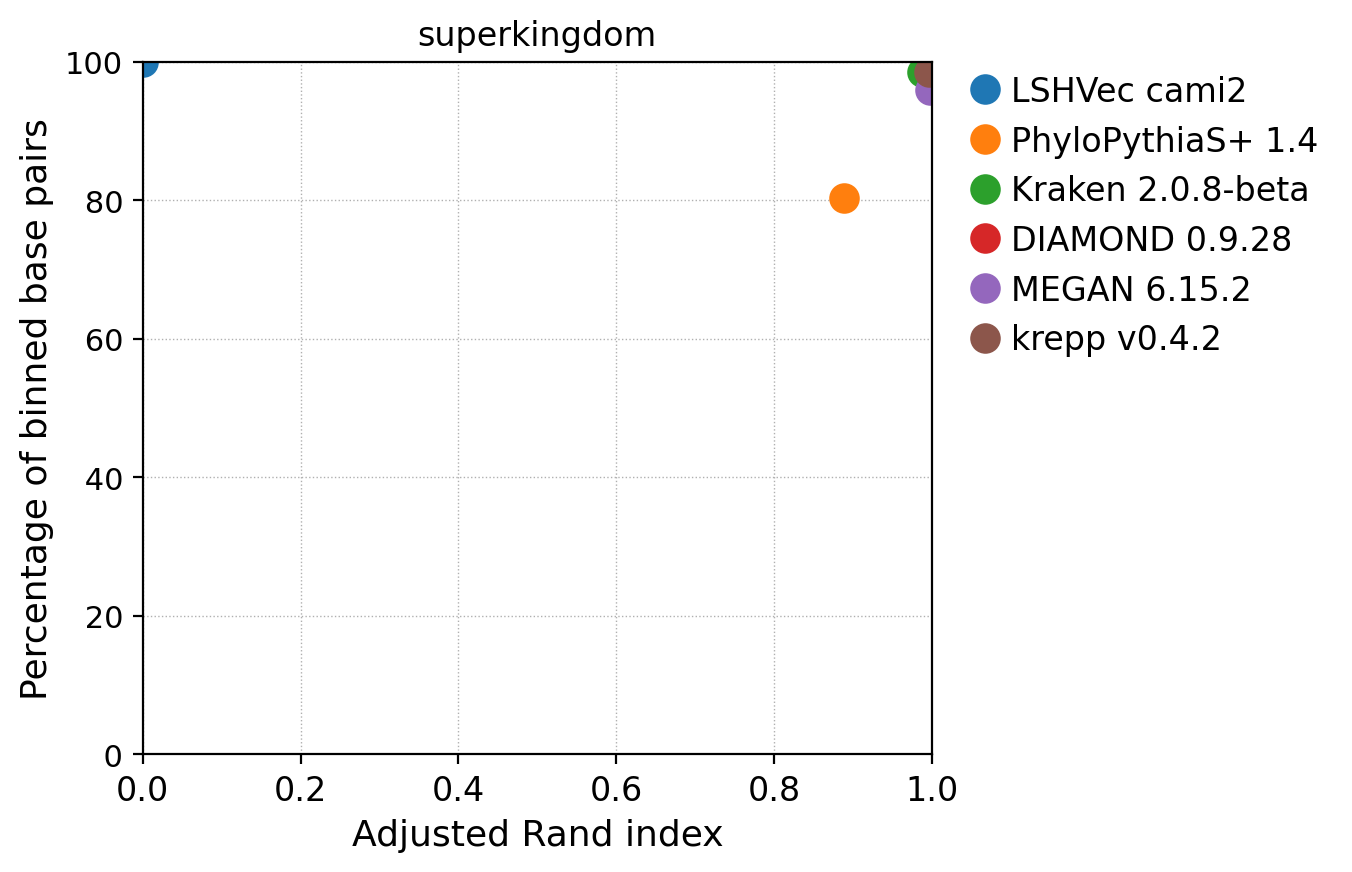 superkingdom
Percentage of binned base pairs
100
80
60
40
20
0
0.0 0.2 0.4 0.6 0.8 1.0
Adjusted Rand index
LSHVec cami2
PhyloPythiaS+ 1.4
Kraken 2.0.8-beta
DIAMOND 0.9.28
MEGAN 6.15.2
krepp v0.4.2